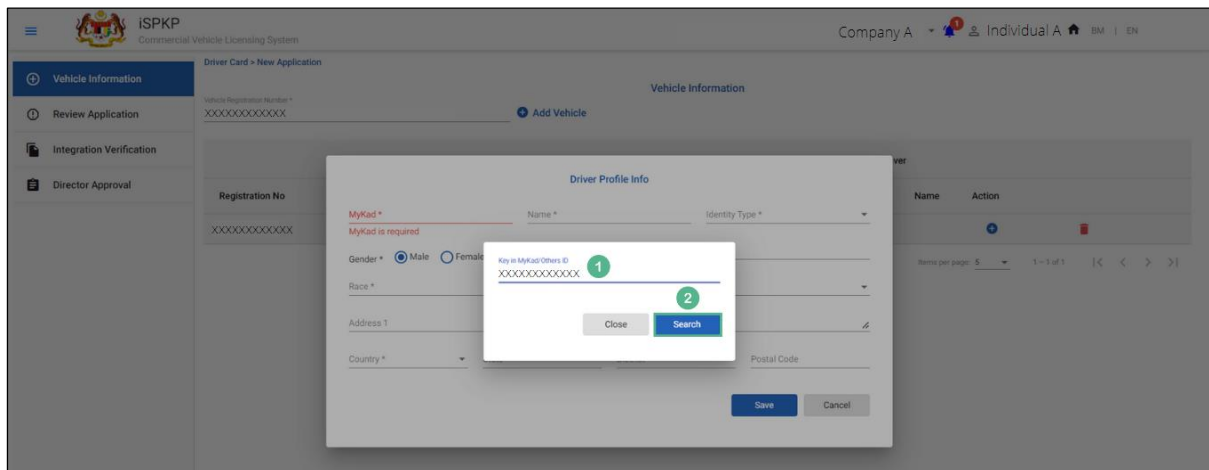 iSPKP
Commercial Vehicle Licensing System
Company A
1
Individual A
BM | EN
Vehicle Information
Review Application
Integration Verification
Director Approval
Driver Card > New Application
Vehicle Information
Vehicle Registration Number *
XXXXXXXXXXXX
Add Vehicle
ver
Registration No
Name
Action
XXXXXXXXXXXX
Items per page: 5
1 – 1 of 1
|< < > >|
Driver Profile Info
MyKad *
Name *
Identity Type *
MyKad is required
Gender *
Male
Female
Race *
Address 1
Country *
Postal Code
Save
Cancel
Key in MyKad/Others ID
XXXXXXXXXXXX
1
2
Close
Search